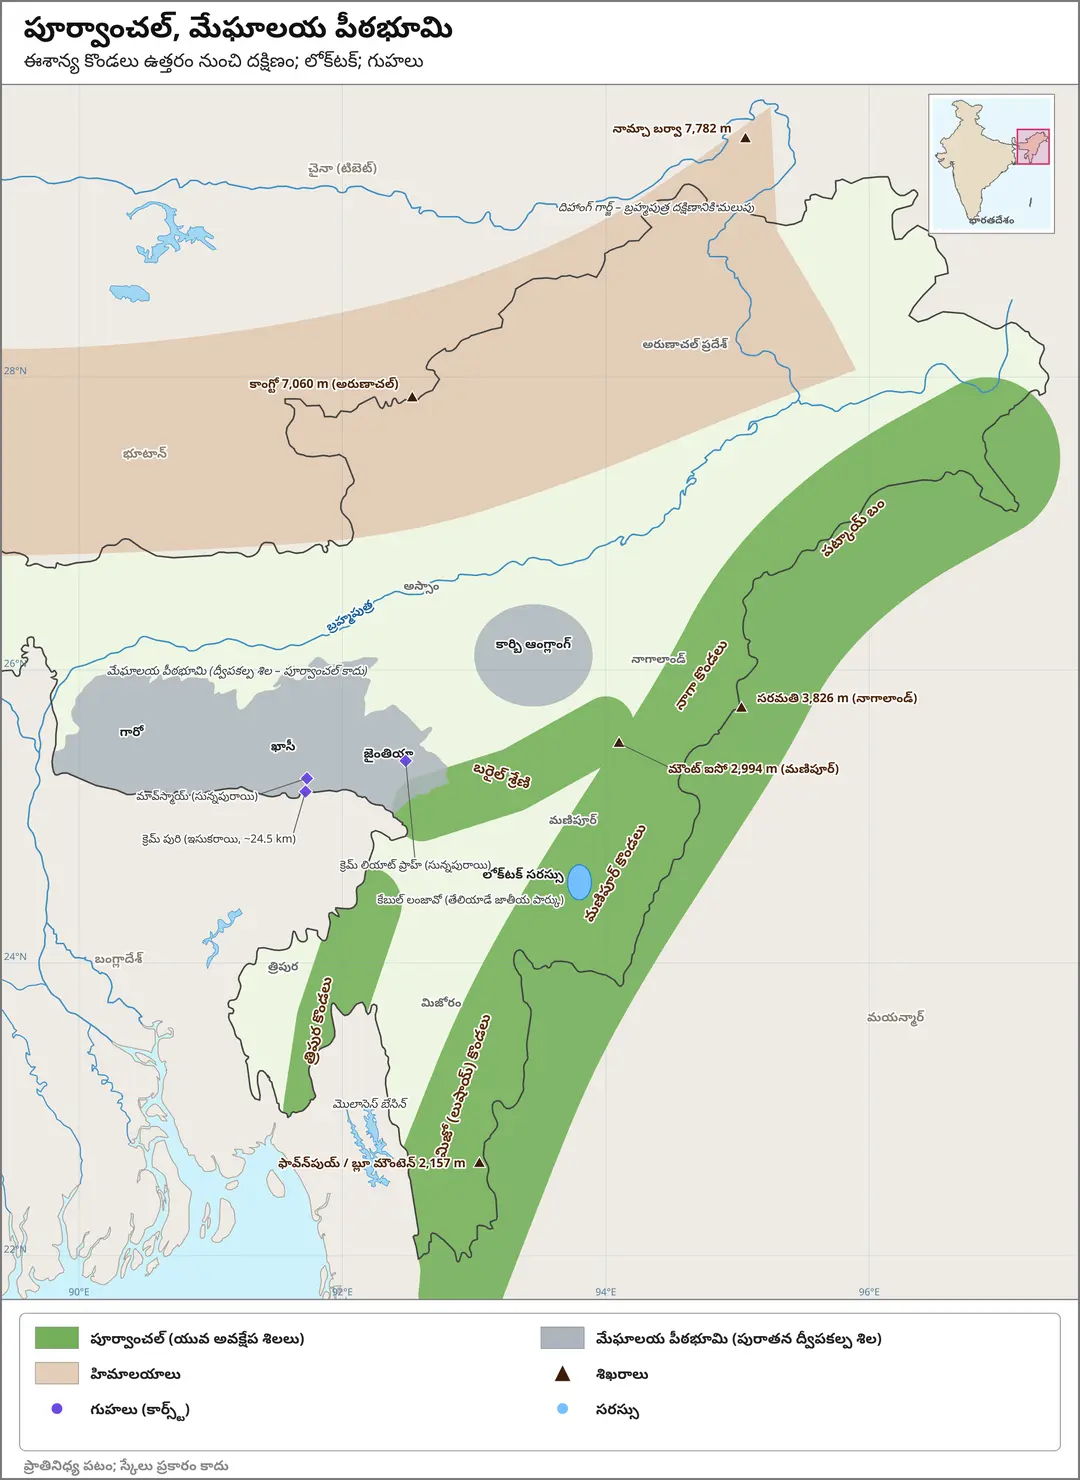 పూర్వాంచల్, మేఘాలయ పీఠభూమి
ఈశాన్య కొండలు ఉత్తరం నుంచి దక్షిణం; లోక్‌టక్; గుహలు
నామ్చా బర్వా 7,782 m
చైనా (టిబెట్)
దిహాంగ్ గార్జ్ – బ్రహ్మపుత్ర దక్షిణానికి మలుపు
భారతదేశం
అరుణాచల్ ప్రదేశ్
28°N
కాంగ్టో 7,060 m (అరుణాచల్)
భూటాన్
పట్కాయ్ బం
అస్సాం
బ్రహ్మపుత్ర
కార్బి ఆంగ్లాంగ్
26°N
మేఘాలయ పీఠభూమి (ద్వీపకల్ప శిల – పూర్వాంచల్ కాదు)
నాగాలాండ్
నాగా కొండలు
సరమతి 3,826 m (నాగాలాండ్)
గారో
ఖాసీ
జైంతియా
బరైల్ శ్రేణి
మౌంట్ ఐసో 2,994 m (మణిపూర్)
మావ్‌స్మాయ్ (సున్నపురాయి)
మణిపూర్
క్రెమ్ పురి (ఇసుకరాయి, ~24.5 km)
క్రెమ్ లియాట్ ప్రాహ్ (సున్నపురాయి)
లోక్‌టక్ సరస్సు
మణిపూర్ కొండలు
కేబుల్ లంజావో (తేలియాడే జాతీయ పార్కు)
24°N
బంగ్లాదేశ్
త్రిపుర
మిజోరం
మయన్మార్
త్రిపుర కొండలు
మిజో (లుషాయ్) కొండలు
మొలాసెస్ బేసిన్
ఫావ్‌న్‌పుయ్ / బ్లూ మౌంటెన్ 2,157 m
22°N
90°E
92°E
94°E
96°E
పూర్వాంచల్ (యువ అవక్షేప శిలలు)
మేఘాలయ పీఠభూమి (పురాతన ద్వీపకల్ప శిల)
హిమాలయాలు
శిఖరాలు
గుహలు (కార్స్ట్)
సరస్సు
ప్రాతినిధ్య పటం; స్కేలు ప్రకారం కాదు